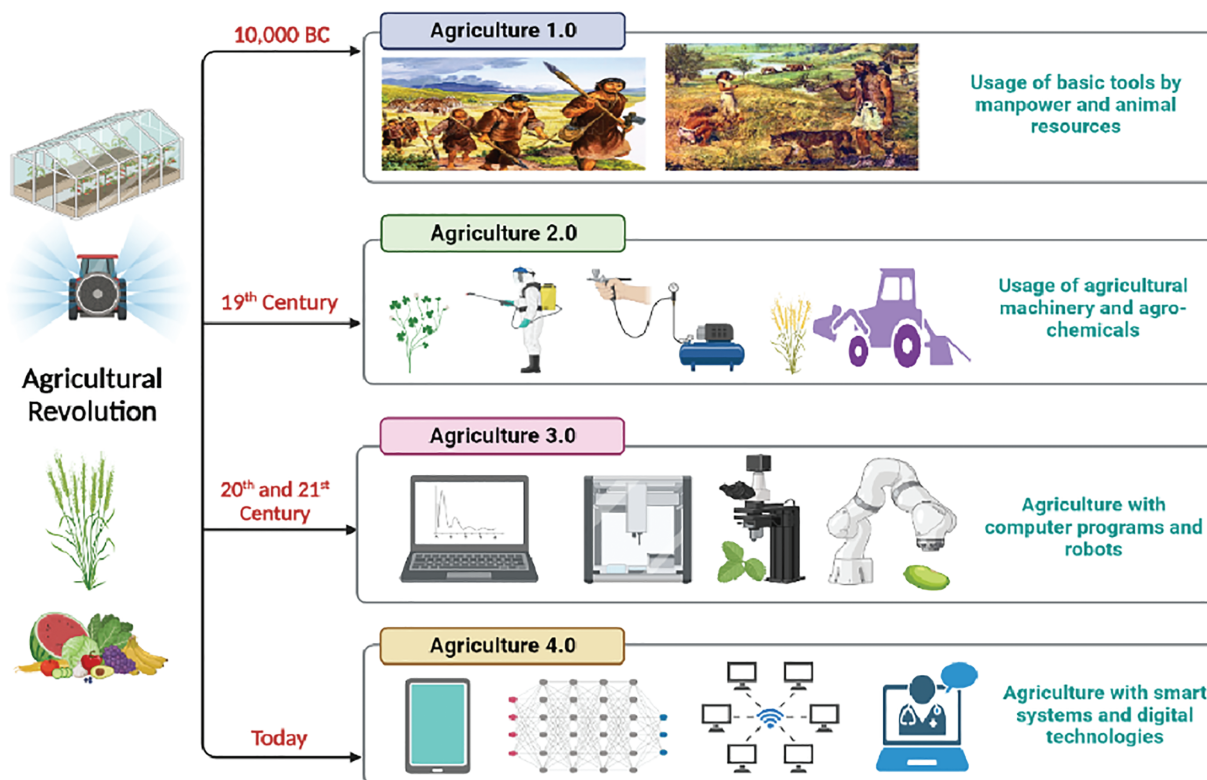 10,000 BC
Agriculture 1.0
Usage of basic tools by
manpower and animal
resources
Agriculture 2.0
19th Century
Usage of agricultural
machinery and agro-
chemicals
Agricultural
Revolution
Agriculture 3.0
20th and 21st
Century
Agriculture with
computer programs and
robots
Agriculture 4.0
Today
Agriculture with smart
systems and digital
technologies